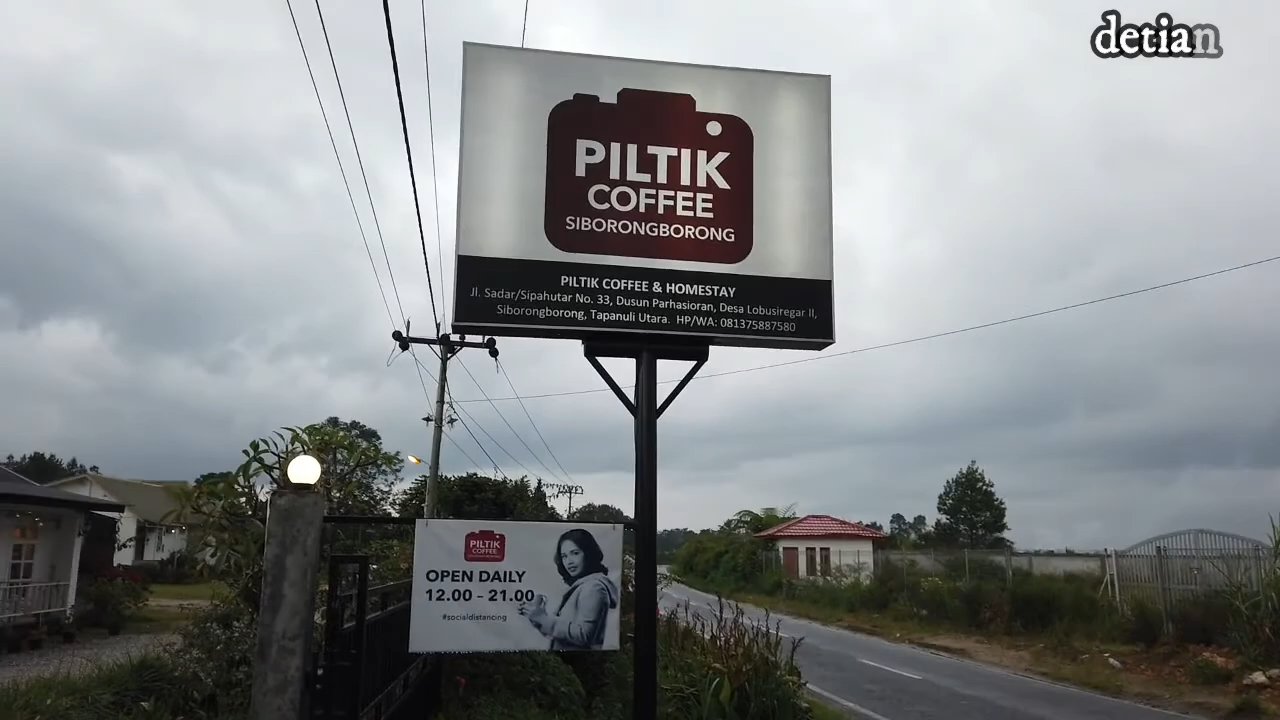 detian
PILTIK
COFFEE
SIBORONGBORONG
PILTIK COFFEE & HOMESTAY
Jl. Sadar/Sipahutar No. 33, Dusun Parhasioran, Desa Lobusiregar II,
Siborongborong, Tapanuli Utara. HP/WA: 081375887580
PILTIK
COFFEE
OPEN DAILY
12.00 - 21.00
#socialdistancing